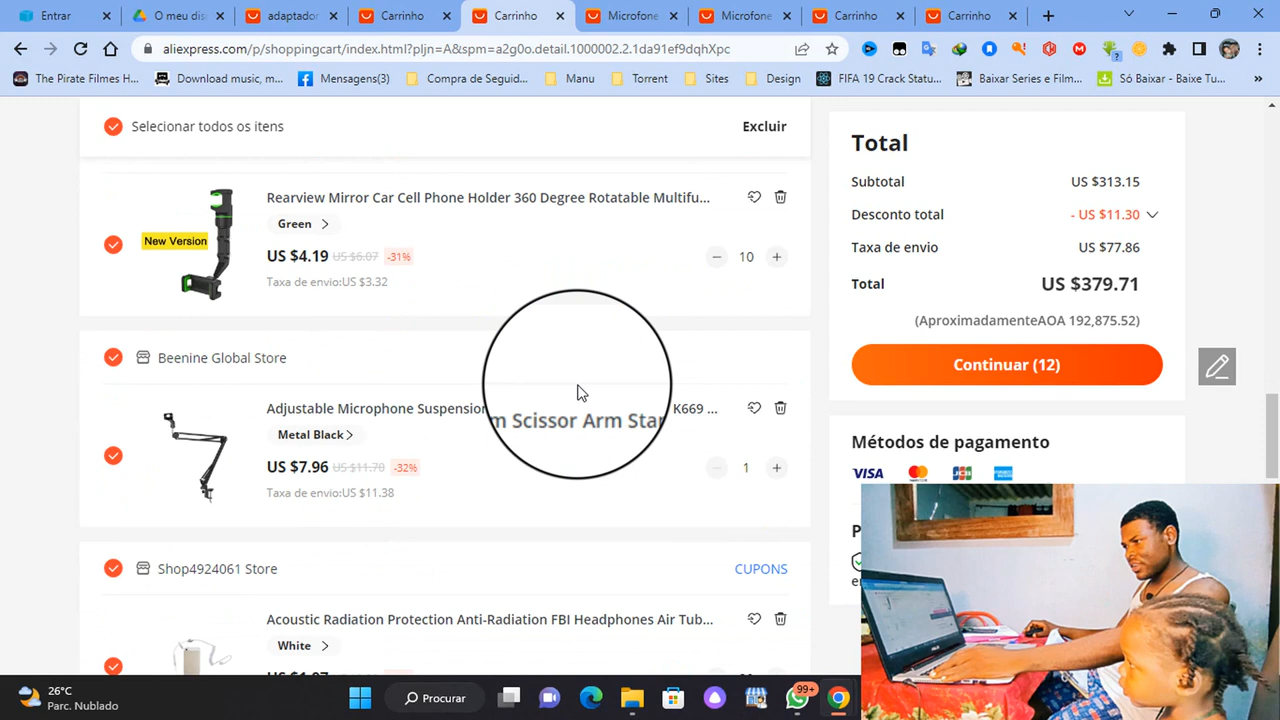 Entrar
O meu dis
adaptador
Carrinho
Carrinho
Microfone
Microfone
Carrinho
Carrinho
aliexpress.com/p/shoppingcart/index.html?pljn=A&spm=a2g0o.detail.1000002.2.1da91ef9dqhXpc
The Pirate Filmes H...
Download music, m...
Mensagens(3)
Compra de Seguid...
Manu
Torrent
Sites
Design
FIFA 19 Crack Statu...
Baixar Series e Film...
Só Baixar - Baixe Tu...
»
Selecionar todos os itens
Excluir
Rearview Mirror Car Cell Phone Holder 360 Degree Rotatable Multifu...
Green >
New Version
US $4.19 US $6.07 -31%
− 10 +
Taxa de envio:US $3.32
Beenine Global Store
Adjustable Microphone Suspension
K669 ...
m Scissor Arm Star
Metal Black >
US $7.96 US $11.70 -32%
− 1 +
Taxa de envio:US $11.38
Shop4924061 Store
CUPONS
Acoustic Radiation Protection Anti-Radiation FBI Headphones Air Tub...
White >
Total
Subtotal US $313.15
Desconto total - US $11.30
Taxa de envio US $77.86
Total US $379.71
(AproximadamenteAOA 192,875.52)
Continuar (12)
Métodos de pagamento
VISA
JCB
26°C
Parc. Nublado
Procurar
99+